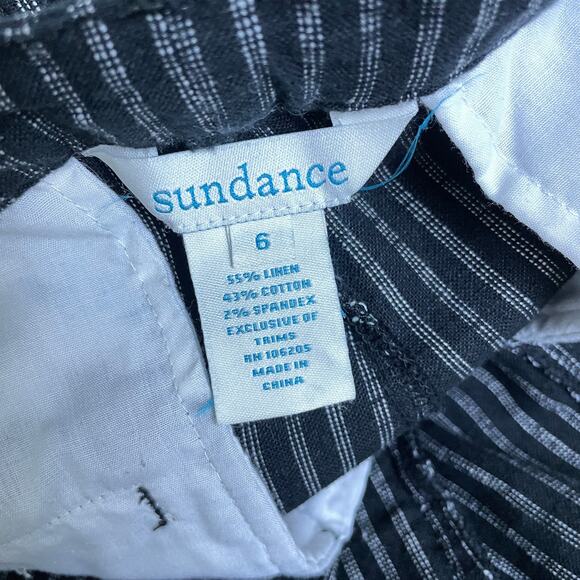 sundance
6
55% LINEN
43% COTTON
2% SPANDEX
EXCLUSIVE OF
TRIMS
RN 106205
MADE IN
CHINA